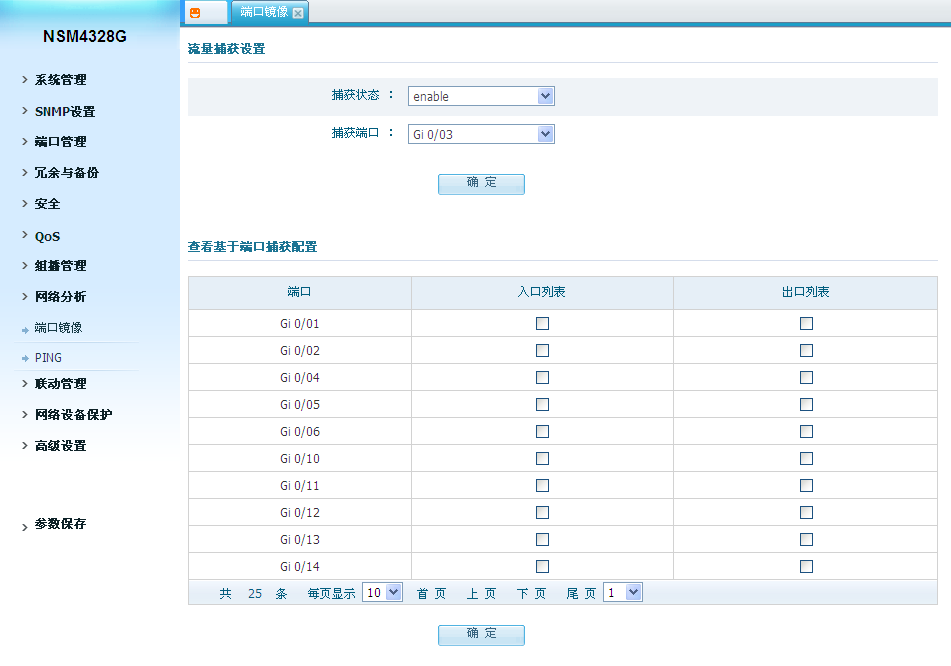 NSM4328G
系统管理
SNMP设置
端口管理
冗余与备份
安全
QoS
组播管理
网络分析
端口镜像
PING
联动管理
网络设备保护
高级设置
参数保存
端口镜像
流量捕获设置
捕获状态 : enable
捕获端口 : Gi 0/03
确 定
查看基于端口捕获配置
端口 入口列表 出口列表
Gi 0/01
Gi 0/02
Gi 0/04
Gi 0/05
Gi 0/06
Gi 0/10
Gi 0/11
Gi 0/12
Gi 0/13
Gi 0/14
共 25 条 每页显示 10 首 页 上 页 下 页 尾 页 1
确 定